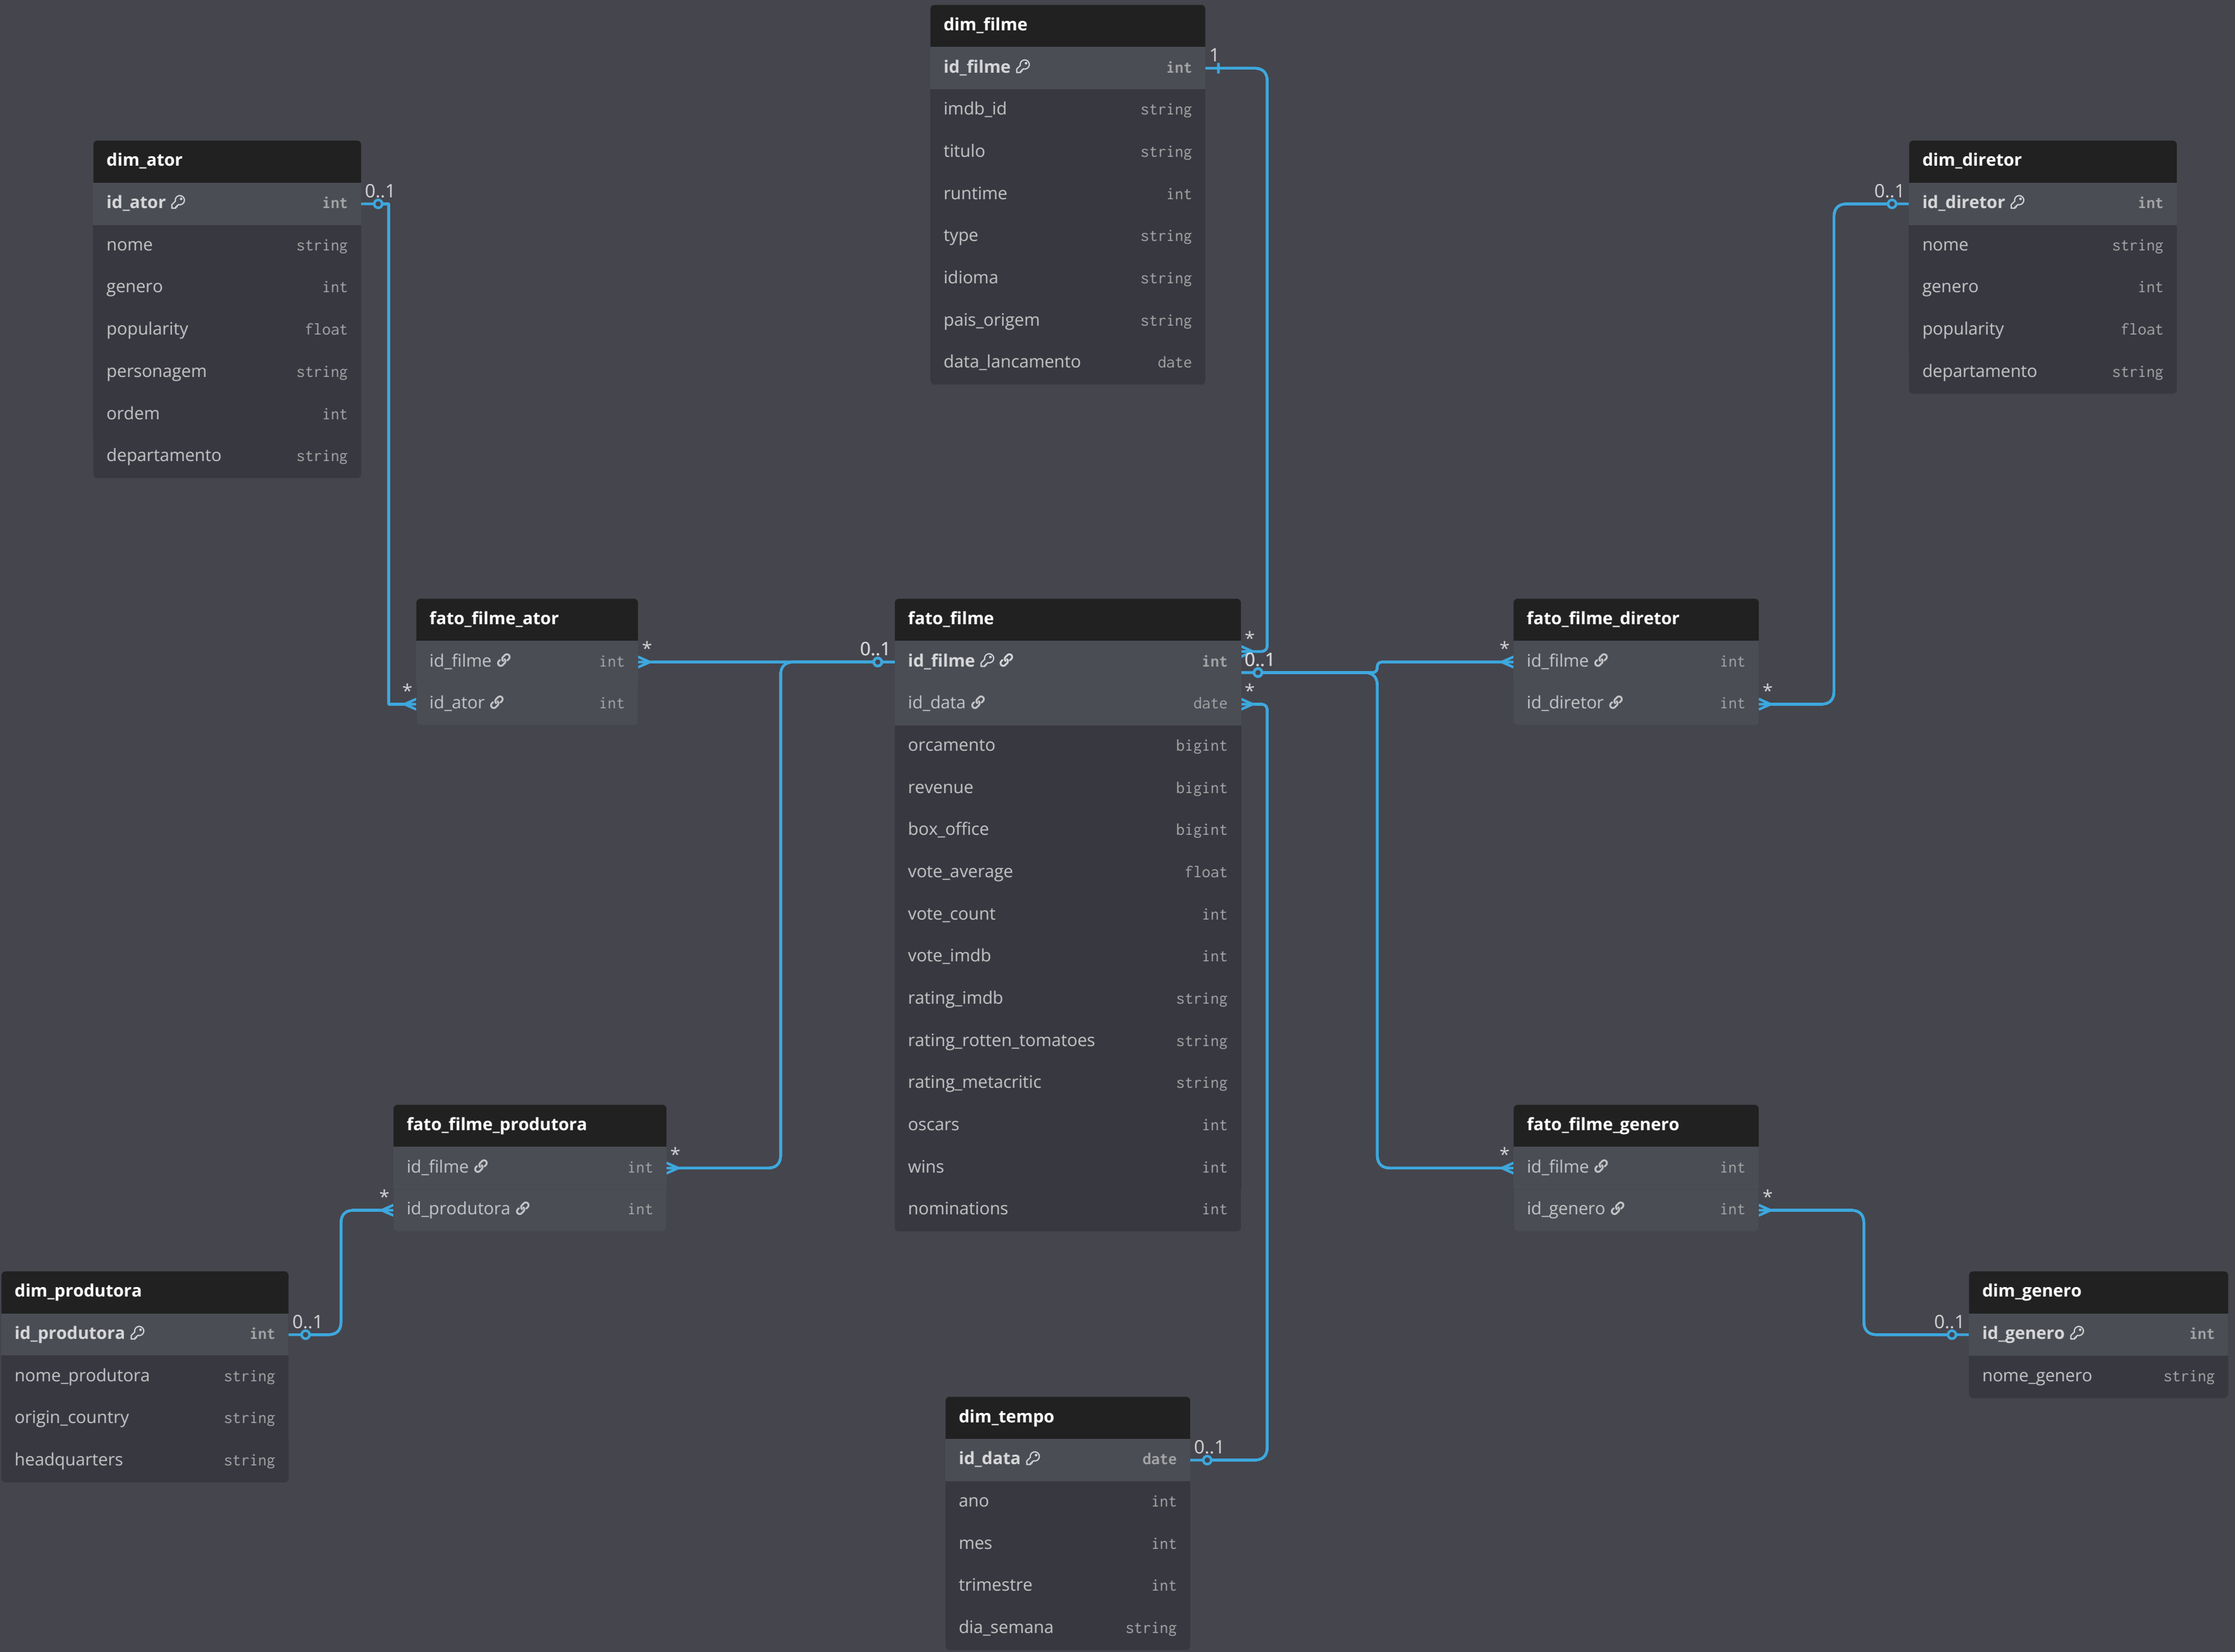 dim_filme
id_filme int
imdb_id string
titulo string
runtime int
type string
idioma string
pais_origem string
data_lancamento date
1
dim_ator
id_ator int
nome string
genero int
popularity float
personagem string
ordem int
departamento string
0..1
dim_diretor
id_diretor int
nome string
genero int
popularity float
departamento string
0..1
fato_filme_ator
id_filme int
id_ator int
*
*
fato_filme
id_filme int
id_data date
orcamento bigint
revenue bigint
box_office bigint
vote_average float
vote_count int
vote_imdb int
rating_imdb string
rating_rotten_tomatoes string
rating_metacritic string
oscars int
wins int
nominations int
0..1
*
0..1
*
fato_filme_diretor
id_filme int
id_diretor int
*
*
fato_filme_produtora
id_filme int
id_produtora int
*
*
fato_filme_genero
id_filme int
id_genero int
*
*
dim_produtora
id_produtora int
nome_produtora string
origin_country string
headquarters string
0..1
dim_genero
id_genero int
nome_genero string
0..1
dim_tempo
id_data date
ano int
mes int
trimestre int
dia_semana string
0..1